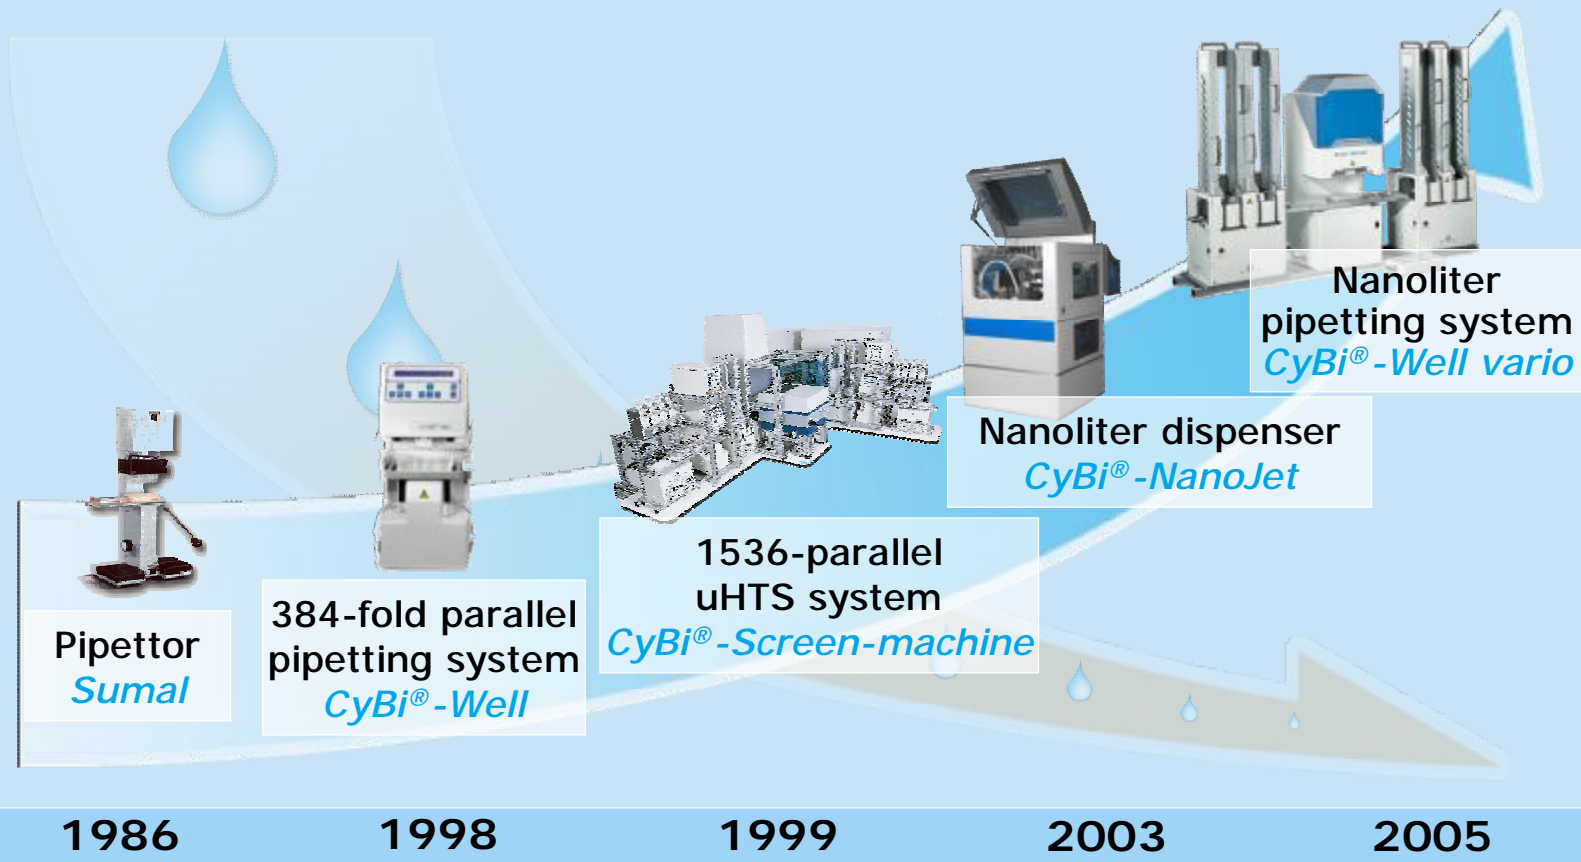 Pipettor
Sumal
384-fold parallel
pipetting system
CyBi®-Well
1536-parallel
uHTS system
CyBi®-Screen-machine
Nanoliter dispenser
CyBi®-NanoJet
Nanoliter
pipetting system
CyBi®-Well vario
1986
1998
1999
2003
2005